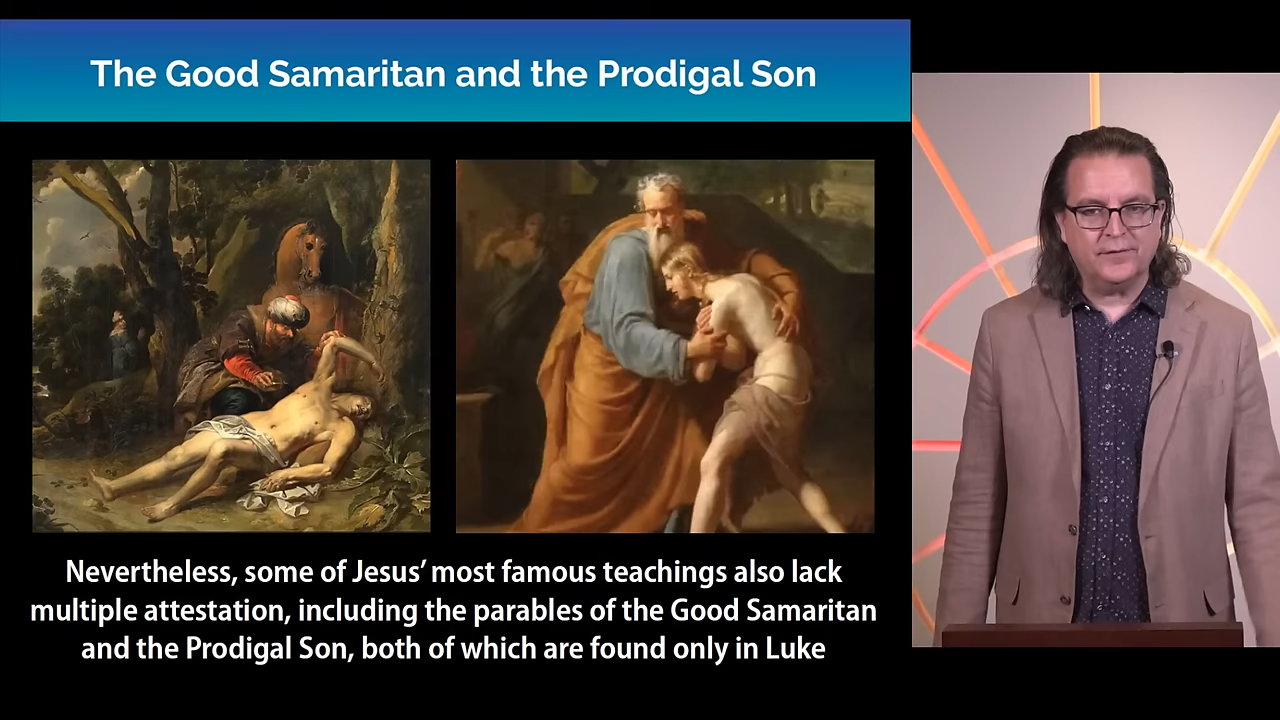 The Good Samaritan and the Prodigal Son
Nevertheless, some of Jesus’ most famous teachings also lack
multiple attestation, including the parables of the Good Samaritan
and the Prodigal Son, both of which are found only in Luke